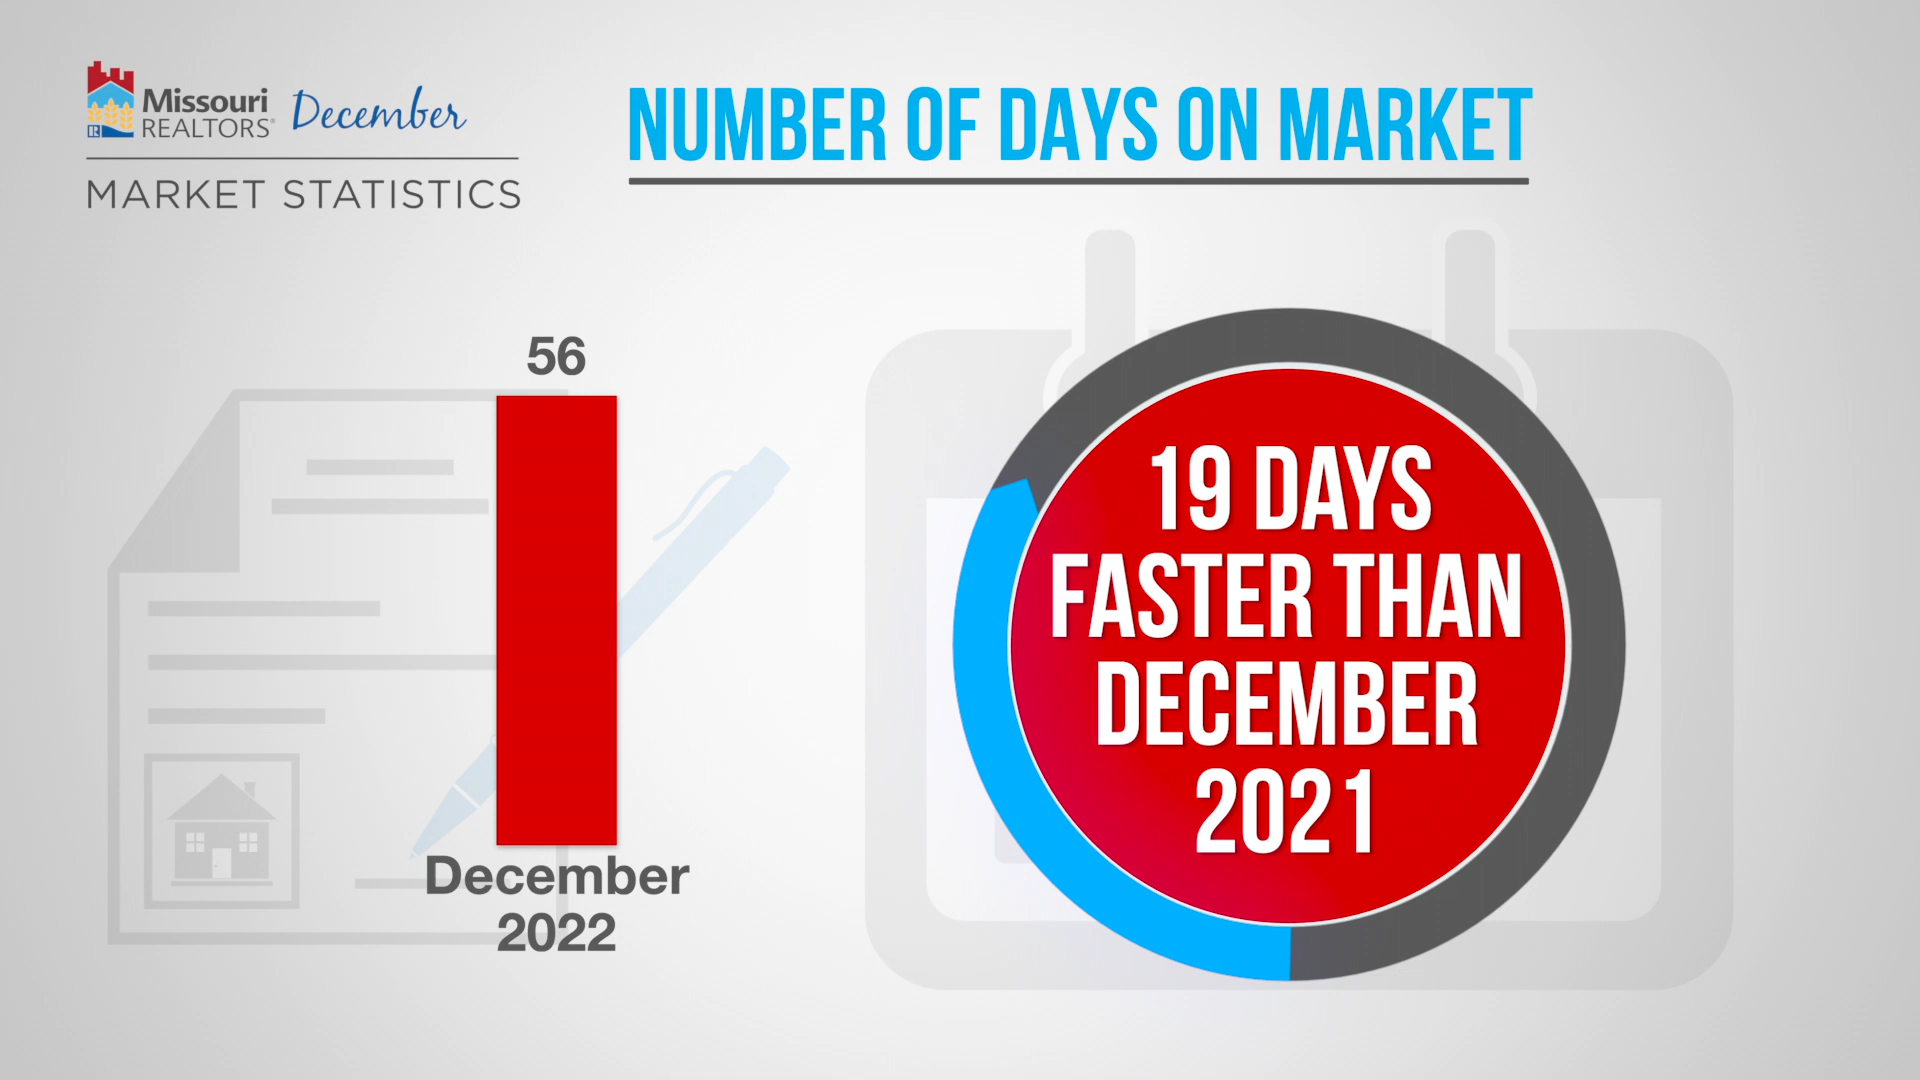 Missouri
REALTORS®
December
MARKET STATISTICS
NUMBER OF DAYS ON MARKET
56
December
2022
19 DAYS
FASTER THAN
DECEMBER
2021